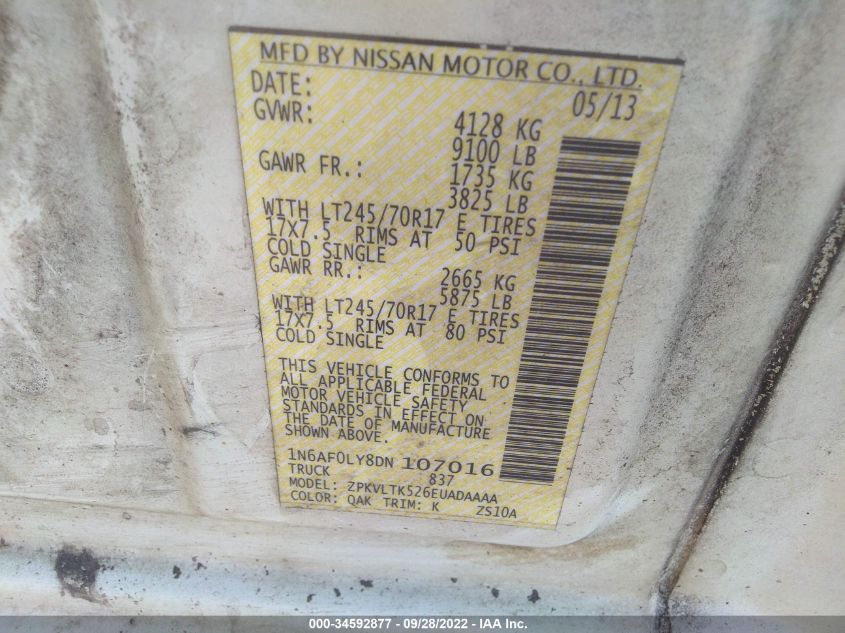 MFD BY NISSAN MOTOR CO., LTD.
DATE: 05/13
GVWR: 4128 KG
9100 LB
GAWR FR.: 1735 KG
3825 LB
WITH LT245/70R17 E TIRES
17X7.5 RIMS AT 50 PSI
COLD SINGLE
GAWR RR.: 2665 KG
5875 LB
WITH LT245/70R17 E TIRES
17X7.5 RIMS AT 80 PSI
COLD SINGLE
THIS VEHICLE CONFORMS TO
ALL APPLICABLE FEDERAL
MOTOR VEHICLE SAFETY
STANDARDS IN EFFECT ON
THE DATE OF MANUFACTURE
SHOWN ABOVE.
1N6AF0LY8DN 107016
TRUCK 837
MODEL: ZPKVLTK526EUADAAAA
COLOR: QAK TRIM: K ZS10A
000-34592877 - 09/28/2022 - IAA Inc.